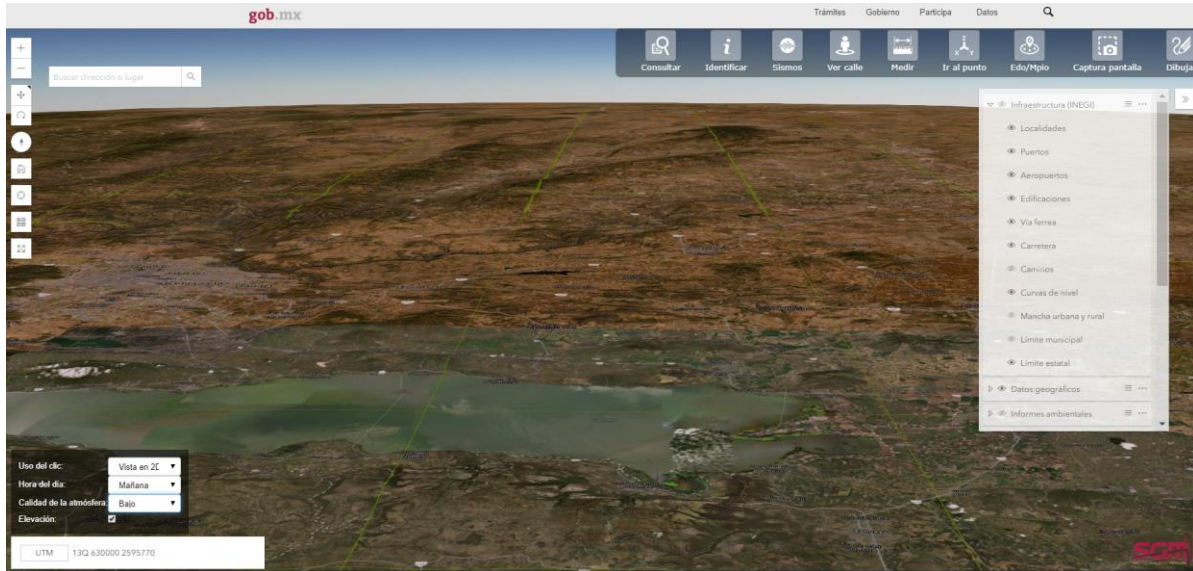 gob.mx
Trámites Gobierno Participa Datos
Buscar dirección o lugar
Consultar Identificar Sismos Ver calle Medir Ir al punto Edo/Mpio Captura pantalla Dibuja
Infraestructura (INEGI)
Localidades
Puertos
Aeropuertos
Edificaciones
Vía ferrea
Carretera
Caminos
Curvas de nivel
Mancha urbana y rural
Límite municipal
Límite estatal
Datos geográficos
Informes ambientales
Uso del clic: Vista en 2D
Hora del día: Mañana
Calidad de la atmósfera: Bajo
Elevación:
UTM 13Q 630000 2595770
SGM